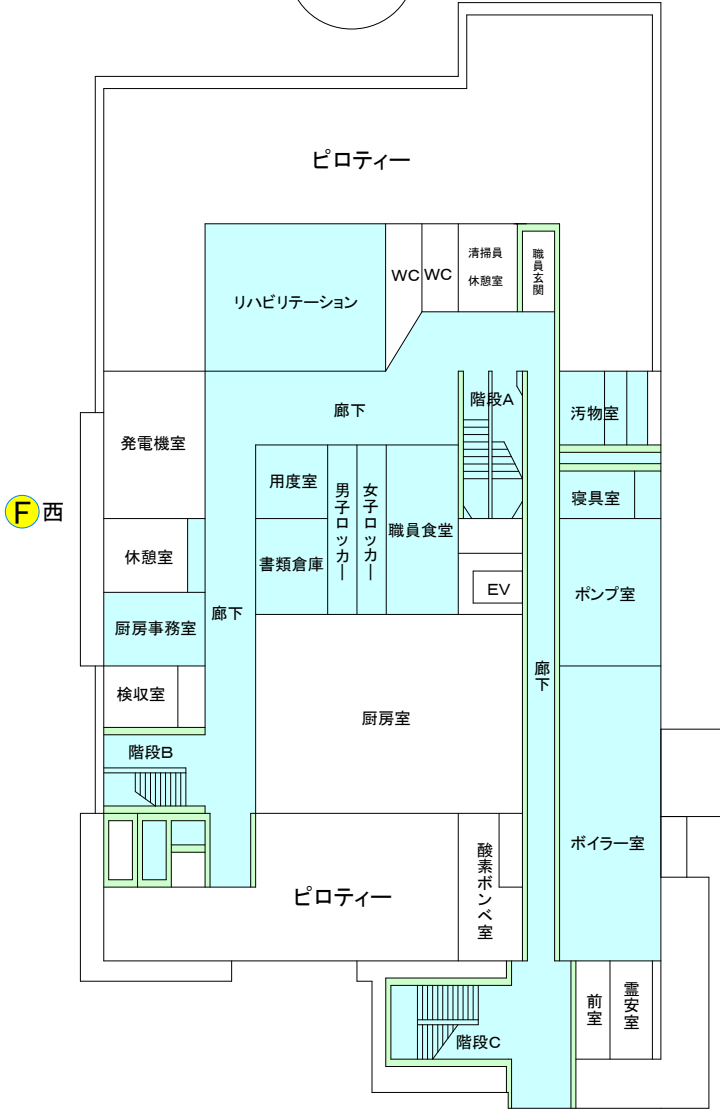 ピロティー
リハビリテーション
WC
WC
清掃員
休憩室
職員玄関
階段A
廊下
発電機室
汚物室
用度室
男子ロッカー
女子ロッカー
職員食堂
寝具室
F
西
休憩室
書類倉庫
EV
ポンプ室
厨房事務室
廊下
検収室
厨房室
廊下
階段B
酸素ボンベ室
ボイラー室
ピロティー
前室
霊安室
階段C